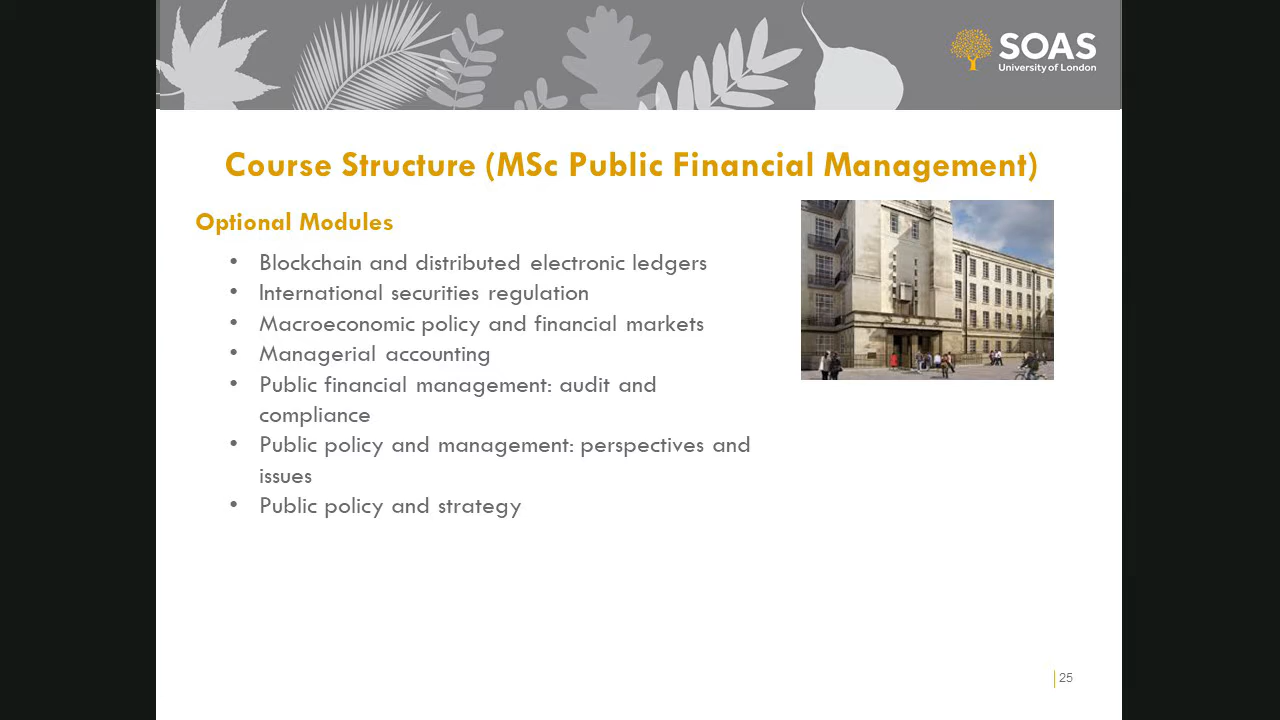 SOAS
University of London
Course Structure (MSc Public Financial Management)
Optional Modules
• Blockchain and distributed electronic ledgers
• International securities regulation
• Macroeconomic policy and financial markets
• Managerial accounting
• Public financial management: audit and
compliance
• Public policy and management: perspectives and
issues
• Public policy and strategy
25